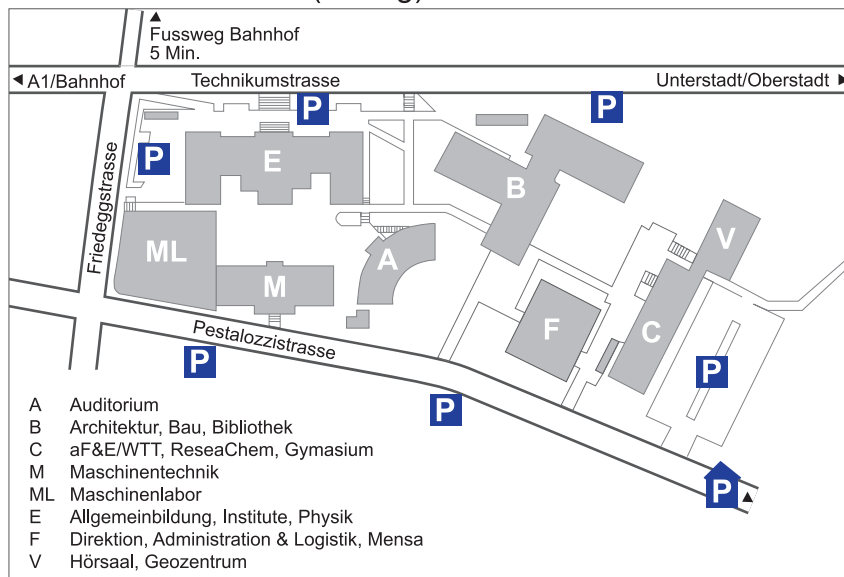 Fussweg Bahnhof
5 Min.
A1/Bahnhof
Technikumstrasse
Unterstadt/Oberstadt
P
P
P
E
B
Friedeggstrasse
V
ML
A
M
F
C
Pestalozzistrasse
P
P
P
P
A Auditorium
B Architektur, Bau, Bibliothek
C aF&E/WTT, ReseaChem, Gymasium
M Maschinentechnik
ML Maschinenlabor
E Allgemeinbildung, Institute, Physik
F Direktion, Administration & Logistik, Mensa
V Hörsaal, Geozentrum